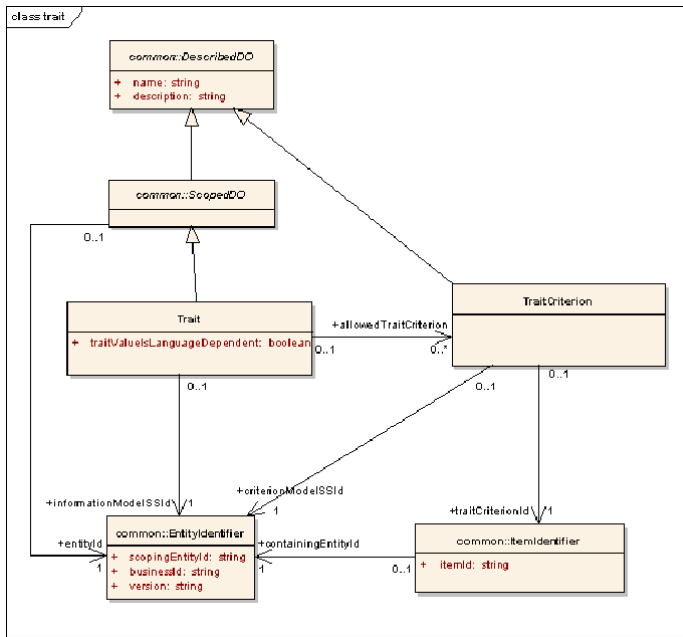 class trait
common::DescribedDO
+ name: string
+ description: string
common::ScopedDO
0..1
Trait
+ traitValueIsLanguageDependent: boolean
TraitCriterion
+allowedTraitCriterion
0..1
0..*
0..1
0..1
0..1
+informationModelSSId
1
+criterionModelSSId
1
+traitCriterionId
1
+entityId
1
common::EntityIdentifier
+ scopingEntityId: string
+ businessId: string
+ version: string
+containingEntityId
1
0..1
common::ItemIdentifier
+ itemId: string